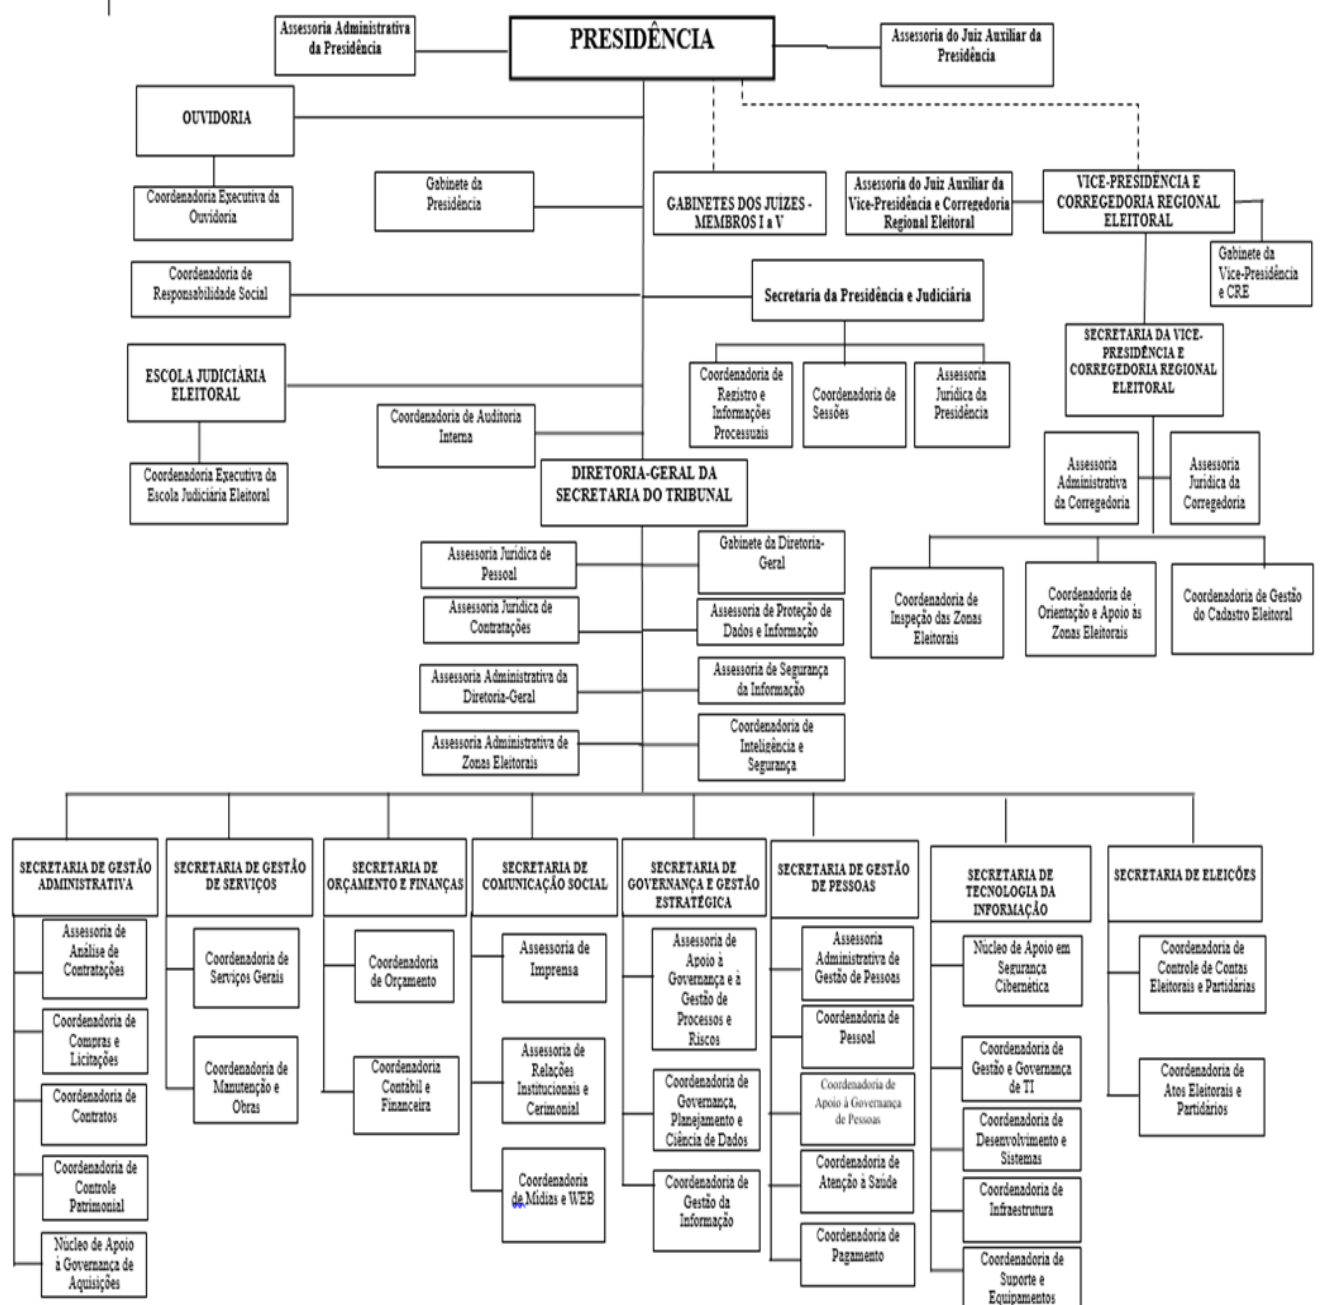 Assessoria Administrativa
da Presidência
PRESIDÊNCIA
Assessoria do Juiz Auxiliar da
Presidência
OUVIDORIA
Coordenadoria Executiva da
Ouvidoria
Gabinete da
Presidência
GABINETES DOS JUÍZES -
MEMBROS I a V
Assessoria do Juiz Auxiliar da
Vice-Presidência e Corregedoria
Regional Eleitoral
VICE-PRESIDÊNCIA E
CORREGEDORIA REGIONAL
ELEITORAL
Gabinete da
Vice-Presidência
e CRE
Coordenadoria de
Responsabilidade Social
Secretaria da Presidência e Judiciária
Coordenadoria de
Registro e
Informações
Processuais
Coordenadoria de
Sessões
Assessoria
Jurídica da
Presidência
SECRETARIA DA VICE-
PRESIDÊNCIA E
CORREGEDORIA REGIONAL
ELEITORAL
ESCOLA JUDICIÁRIA
ELEITORAL
Coordenadoria Executiva da
Escola Judiciária Eleitoral
Coordenadoria de Auditoria
Interna
Assessoria
Administrativa
da Corregedoria
Assessoria
Jurídica da
Corregedoria
DIRETORIA-GERAL DA
SECRETARIA DO TRIBUNAL
Assessoria Jurídica de
Pessoal
Gabinete da Diretoria-
Geral
Assessoria Jurídica de
Contratações
Assessoria de Proteção de
Dados e Informação
Assessoria Administrativa da
Diretoria-Geral
Assessoria de Segurança
da Informação
Assessoria Administrativa de
Zonas Eleitorais
Coordenadoria de
Inteligência e
Segurança
Coordenadoria de
Inspeção das Zonas
Eleitorais
Coordenadoria de
Orientação e Apoio às
Zonas Eleitorais
Coordenadoria de Gestão
do Cadastro Eleitoral
SECRETARIA DE GESTÃO
ADMINISTRATIVA
Assessoria de
Análise de
Contratações
Coordenadoria de
Compras e
Licitações
Coordenadoria de
Contratos
Coordenadoria de
Controle
Patrimonial
Núcleo de Apoio
à Governança de
Aquisições
SECRETARIA DE GESTÃO
DE SERVIÇOS
Coordenadoria de
Serviços Gerais
Coordenadoria de
Manutenção e
Obras
SECRETARIA DE
ORÇAMENTO E FINANÇAS
Coordenadoria
de Orçamento
Coordenadoria
Contábil e
Financeira
SECRETARIA DE
COMUNICAÇÃO SOCIAL
Assessoria de
Imprensa
Assessoria de
Relações
Institucionais e
Cerimonial
Coordenadoria
de Mídias e WEB
SECRETARIA DE
GOVERNANÇA E GESTÃO
ESTRATÉGICA
Assessoria de
Apoio à
Governança e à
Gestão de
Processos e
Riscos
Coordenadoria de
Governança,
Planejamento e
Ciência de Dados
Coordenadoria de
Gestão da
Informação
SECRETARIA DE GESTÃO
DE PESSOAS
Assessoria
Administrativa de
Gestão de Pessoas
Coordenadoria de
Pessoal
Coordenadoria de
Apoio à Governança
de Pessoas
Coordenadoria de
Atenção à Saúde
Coordenadoria de
Pagamento
SECRETARIA DE
TECNOLOGIA DA
INFORMAÇÃO
Núcleo de Apoio em
Segurança
Cibernética
Coordenadoria de
Gestão e Governança
de TI
Coordenadoria de
Desenvolvimento e
Sistemas
Coordenadoria de
Infraestrutura
Coordenadoria de
Suporte e
Equipamentos
SECRETARIA DE ELEIÇÕES
Coordenadoria de
Controle de Contas
Eleitorais e Partidárias
Coordenadoria de
Atos Eleitorais e
Partidários